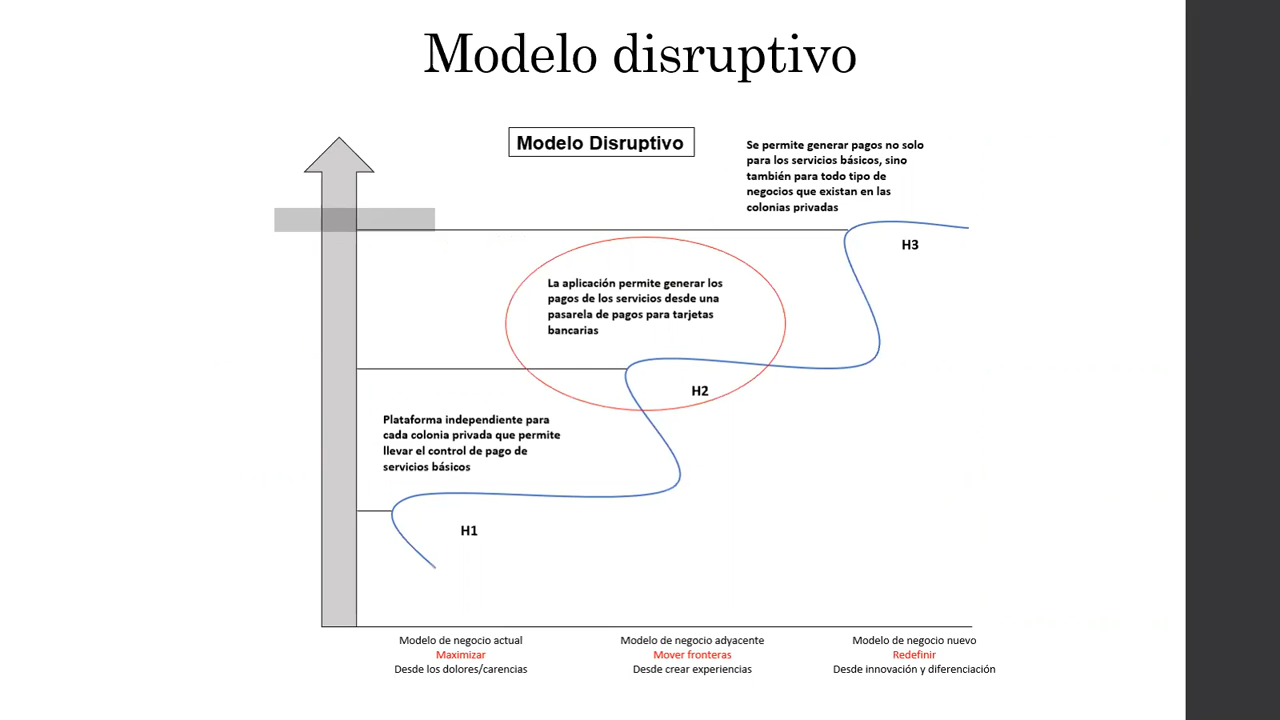 Modelo disruptivo
Modelo Disruptivo
Se permite generar pagos no solo
para los servicios básicos, sino
también para todo tipo de
negocios que existan en las
colonias privadas
H3
La aplicación permite generar los
pagos de los servicios desde una
pasarela de pagos para tarjetas
bancarias
H2
Plataforma independiente para
cada colonia privada que permite
llevar el control de pago de
servicios básicos
H1
Modelo de negocio actual
Maximizar
Desde los dolores/carencias
Modelo de negocio adyacente
Mover fronteras
Desde crear experiencias
Modelo de negocio nuevo
Redefinir
Desde innovación y diferenciación